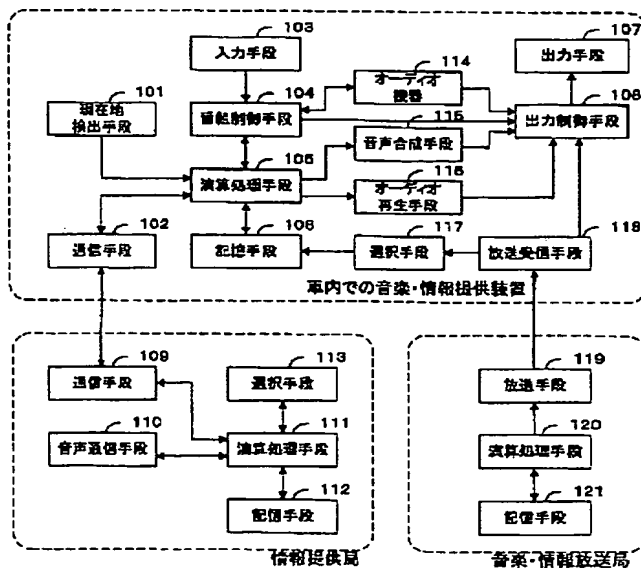 103
入力手段
114
オーディオ
機器
107
出力手段
101
現在地
検出手段
104
番組制御手段
108
出力制御手段
115
音声合成手段
105
演算処理手段
116
オーディオ
再生手段
102
通信手段
106
記憶手段
117
選択手段
118
放送受信手段
車内での音楽・情報提供装置
109
通信手段
113
選択手段
110
音声通信手段
111
演算処理手段
112
記信手段
情報提供局
119
放送手段
120
演算処理手段
121
記信手段
音楽・情報放送局